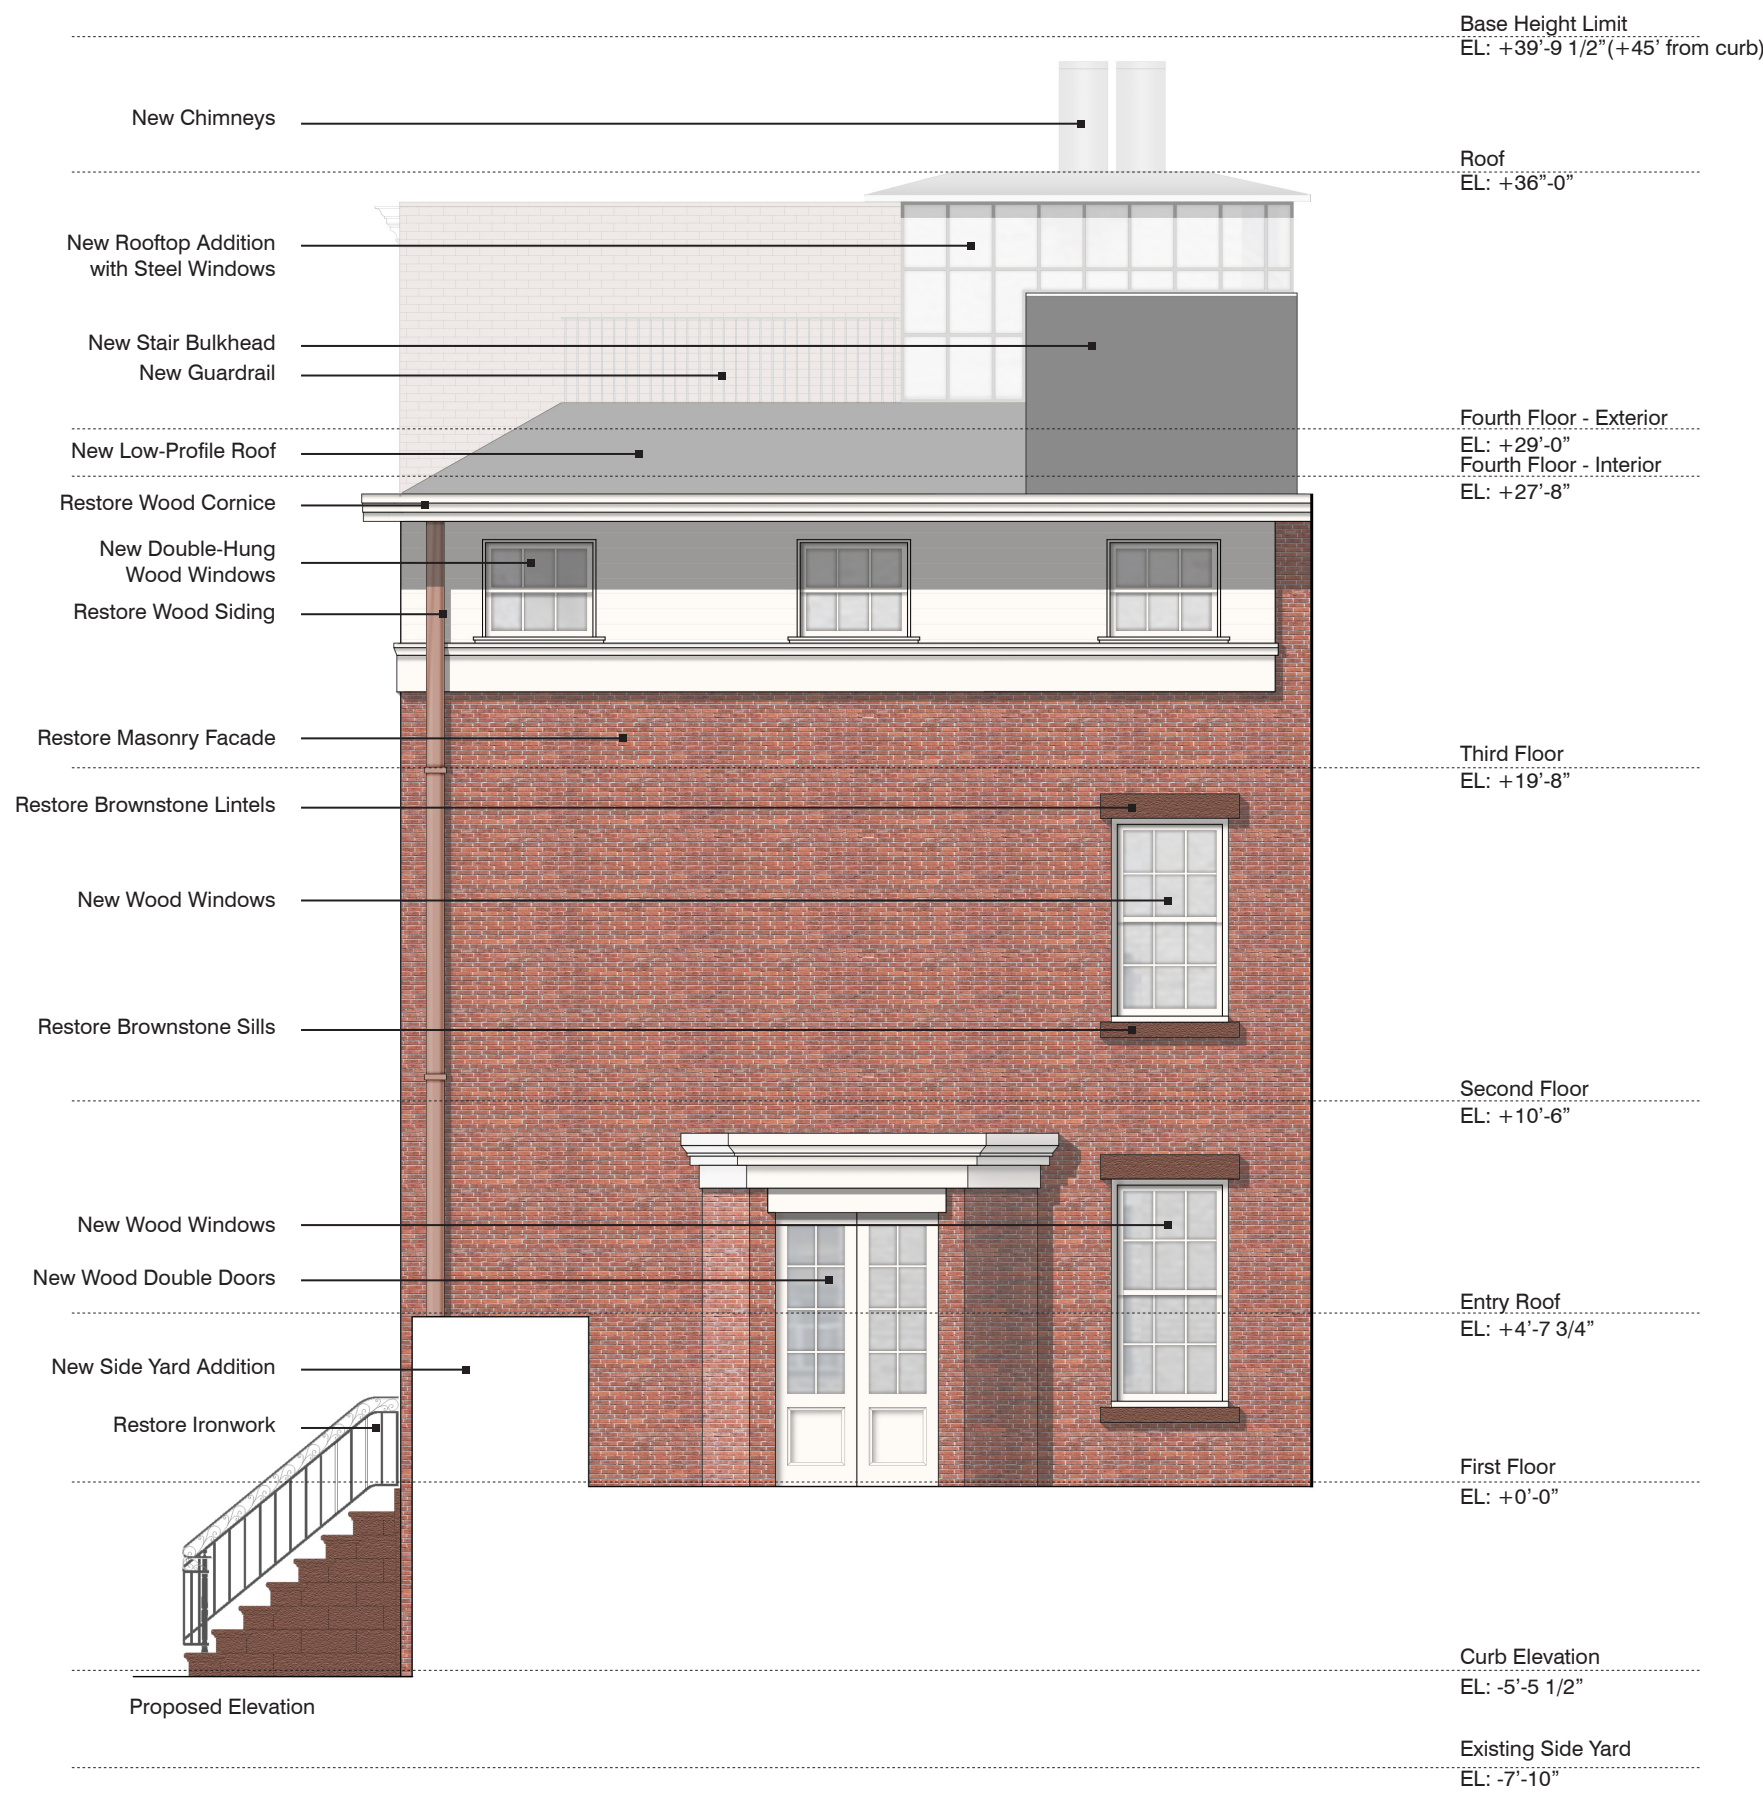 Base Height Limit
EL: +39’-9 1/2”(+45’ from curb)
New Chimneys
Roof
EL: +36”-0”
New Rooftop Addition
with Steel Windows
New Stair Bulkhead
New Guardrail
Fourth Floor - Exterior
EL: +29’-0”
New Low-Profile Roof
Fourth Floor - Interior
EL: +27’-8”
Restore Wood Cornice
New Double-Hung
Wood Windows
Restore Wood Siding
Restore Masonry Facade
Third Floor
EL: +19’-8”
Restore Brownstone Lintels
New Wood Windows
Restore Brownstone Sills
Second Floor
EL: +10’-6”
New Wood Windows
New Wood Double Doors
Entry Roof
EL: +4’-7 3/4”
New Side Yard Addition
Restore Ironwork
First Floor
EL: +0’-0”
Curb Elevation
EL: -5’-5 1/2”
Proposed Elevation
Existing Side Yard
EL: -7’-10”